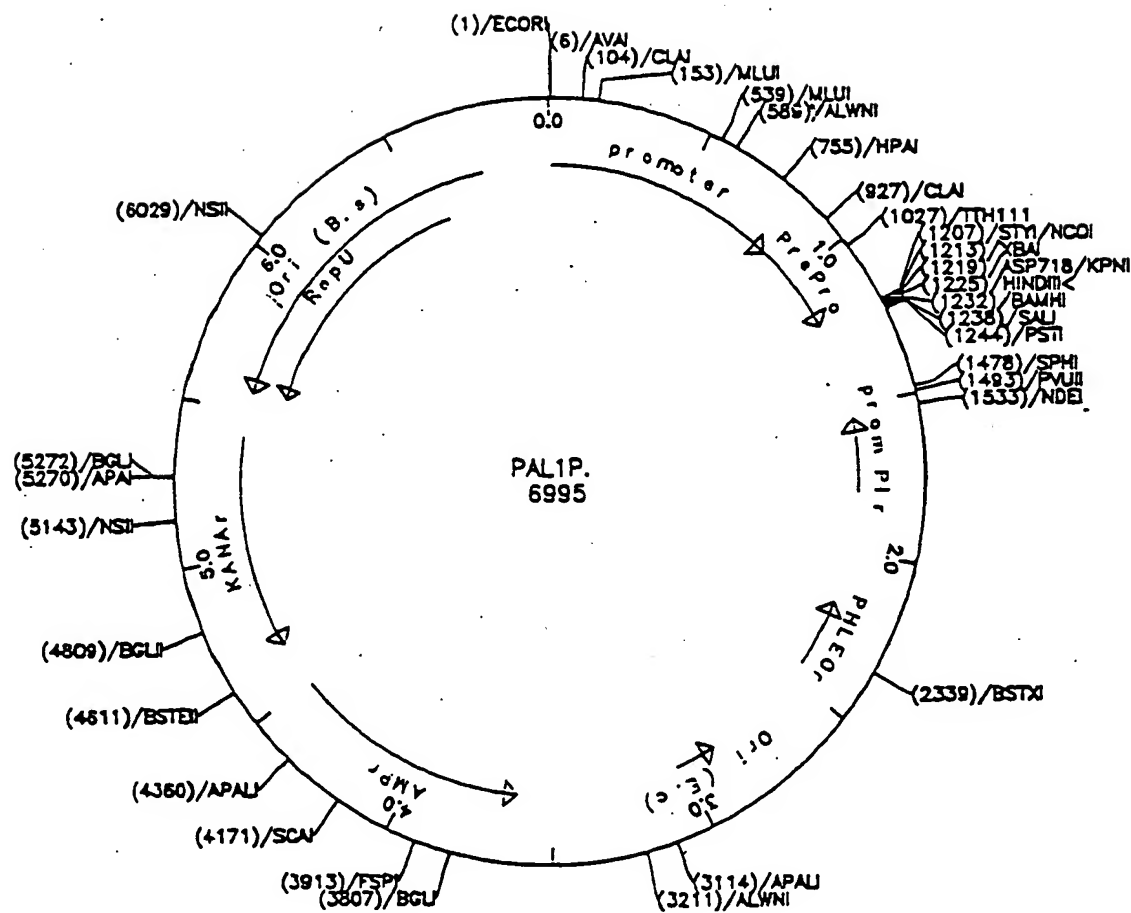 (1)/ECORI
(6)/AVAI
(104)/CLAI
(153)/MLUI
(539)/MLUI
(589)/ALWNI
(755)/HPAI
(927)/CLAI
(1027)/TTH111
(1207)/STYI/NCOI
(1213)/XBAI
(1219)/ASP718/KPNI
(1225)/HINDIII<
(1232)/BAMHI
(1238)/SALI
(1244)/PSTI
(1478)/SPHI
(1493)/PVUII
(1533)/NDEI
(2339)/BSTXI
(3114)/APALI
(3211)/ALWNI
(3807)/BGLI
(3913)/FSPI
(4171)/SCAI
(4360)/APALI
(4611)/BSTEII
(4809)/BGLII
(5143)/NSII
(5270)/APAI
(5272)/BGLI
(6029)/NSII
0.0
promoter
PrePro
1.0
prom Plr
2.0
PHLEOr
Ori (E.c)
3.0
4.0
AMPr
5.0
KANAr
6.0
Ori (B.s)
RepU
PAL1P.
6995